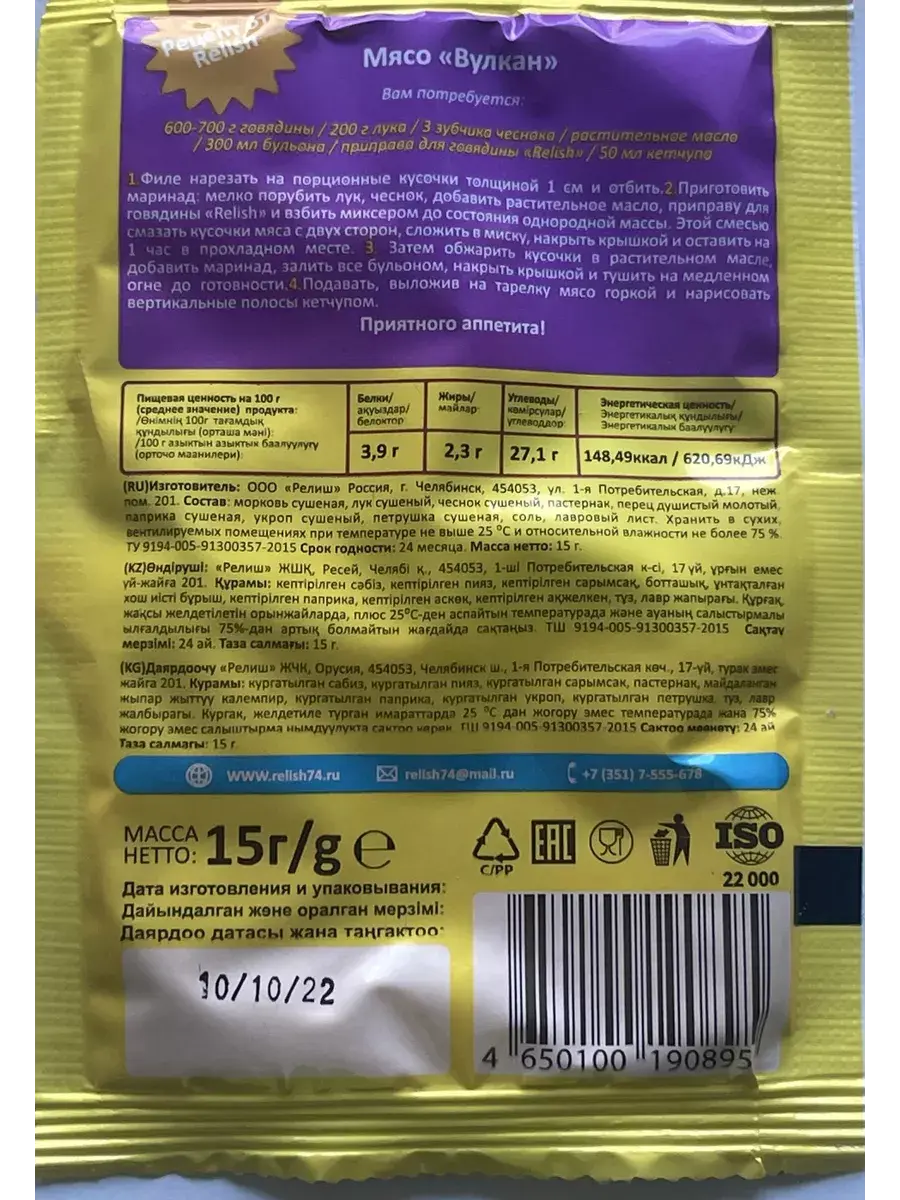 Рецепт от
Relish
Мясо «Вулкан»
Вам потребуется:
600-700 г говядины / 200 г лука / 3 зубчика чеснока / растительное масло
/ 300 мл бульона / приправа для говядины «Relish» / 50 мл кетчупа
1.Филе нарезать на порционные кусочки толщиной 1 см и отбить.2.Приготовить
маринад: мелко порубить лук, чеснок, добавить растительное масло, приправу для
говядины «Relish» и взбить миксером до состояния однородной массы. Этой смесью
смазать кусочки мяса с двух сторон, сложить в миску, накрыть крышкой и оставить на
1 час в прохладном месте. 3. Затем обжарить кусочки в растительном масле,
добавить маринад, залить все бульоном, накрыть крышкой и тушить на медленном
огне до готовности.4.Подавать, выложив на тарелку мясо горкой и нарисовать
вертикальные полосы кетчупом.
Приятного аппетита!
Пищевая ценность на 100 г
(среднее значение) продукта:
/Өнімнің 100г тағамдық
құндылығы (орташа мәні):
/100 г азыктын азыктык баалуулугу
(орточо маанилери):
Белки/
ақуыздар/
белоктор
Жиры/
майлар
Углеводы/
көмірсулар/
углеводдор
Энергетическая ценность/
Энергетикалық құндылығы/
Энергетикалык баалуулугу
3,9 г
2,3 г
27,1 г
148,49ккал / 620,69кДж
(RU)Изготовитель: ООО «Релиш» Россия, г. Челябинск, 454053, ул. 1-я Потребительская, д.17, неж
пом. 201. Состав: морковь сушеная, лук сушеный, чеснок сушеный, пастернак, перец душистый молотый,
паприка сушеная, укроп сушеный, петрушка сушеная, соль, лавровый лист. Хранить в сухих,
вентилируемых помещениях при температуре не выше 25 °С и относительной влажности не более 75 %.
ТУ 9194-005-91300357-2015 Срок годности: 24 месяца. Масса нетто: 15 г.
(KZ)Өндіруші: «Релиш» ЖШҚ, Ресей, Челябі қ., 454053, 1-ші Потребительская к-сі, 17 үй, ұрғын емес
үй-жайға 201. Құрамы: кептірілген сәбіз, кептірілген пияз, кептірілген сарымсақ, ботташық, ұнтақталған
хош иісті бұрыш, кептірілген паприка, кептірілген аскөк, кептірілген ақжелкен, тұз, лавр жапырағы. Құрғақ,
жақсы желдетілетін орынжайларда, плюс 25°С-ден аспайтын температурада және ауаның салыстырмалы
ылғалдылығы 75%-дан артық болмайтын жағдайда сақтаңыз. ТШ 9194-005-91300357-2015 Сақтау
мерзімі: 24 ай. Таза салмағы: 15 г.
(KG)Даярдоочу «Релиш» ЖЧК, Орусия, 454053, Челябинск ш., 1-я Потребительская көч., 17-үй, турак эмес
жайга 201. Курамы: кургатылган сабиз, кургатылган пияз, кургатылган сарымсак, пастернак, майдаланган
жыпар жыттуу калемпир, кургатылган паприка, кургатылган укроп, кургатылган петрушка, туз, лавр
жалбырагы. Кургак, желдетиле турган имараттарда 25 °С дан жогору эмес температурада жана 75%
жогору эмес салыштырма нымдуулукта сактоо керек. ТШ 9194-005-91300357-2015 Сактоо мөөнөтү: 24 ай
Таза салмагы: 15 г
www.relish74.ru relish74@mail.ru +7 (351) 7-555-678
МАССА
НЕТТО: 15г/g ℮
C/PP
EAC
ISO
22 000
Дата изготовления и упаковывания:
Дайындалған және оралған мерзімі:
Даярдоо датасы жана таңгактоо:
10/10/22
4 650100 190895